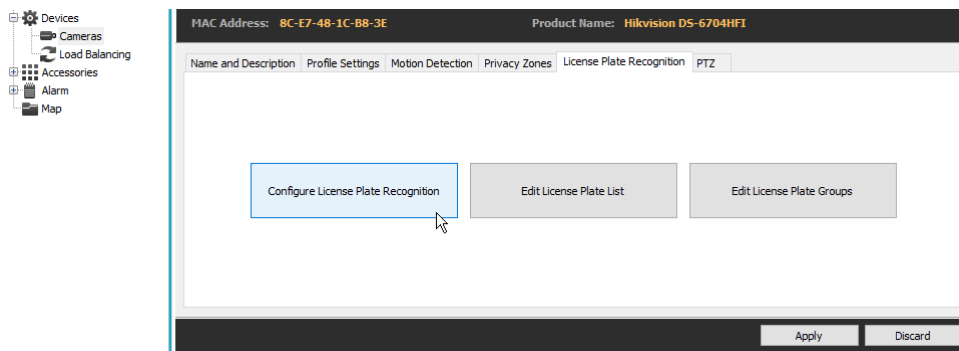 Devices
Cameras
Load Balancing
Accessories
Alarm
Map
MAC Address: 8C-E7-48-1C-B8-3E Product Name: Hikvision DS-6704HFI
Name and Description Profile Settings Motion Detection Privacy Zones License Plate Recognition PTZ
Configure License Plate Recognition Edit License Plate List Edit License Plate Groups
Apply Discard